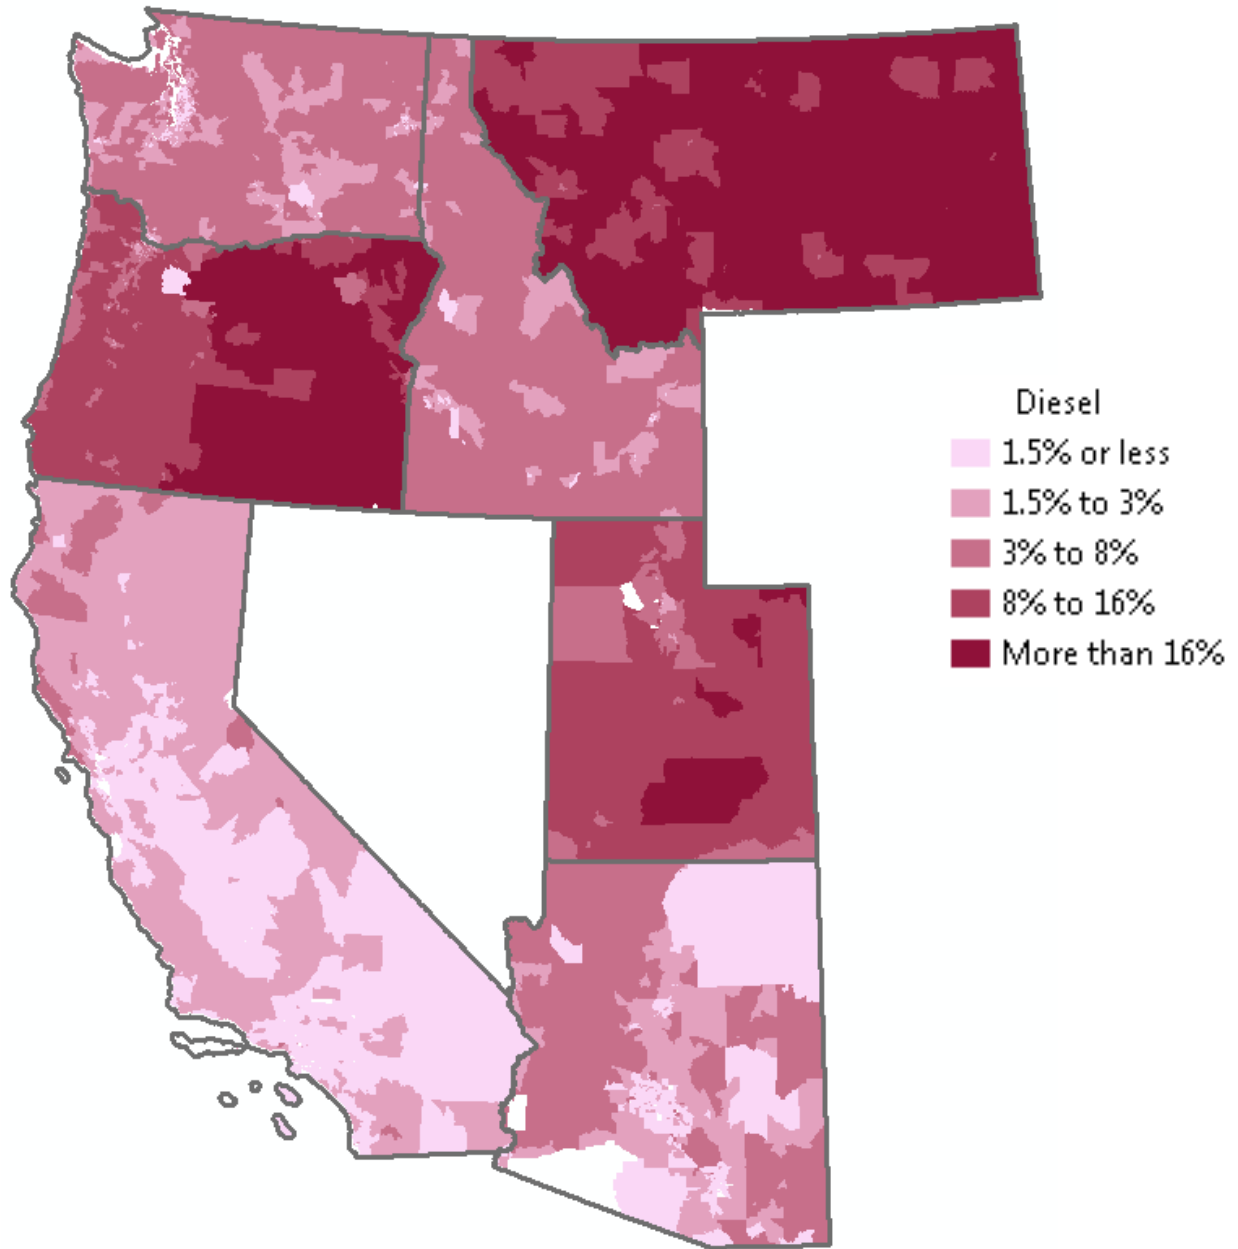 Diesel
1.5% or less
1.5% to 3%
3% to 8%
8% to 16%
More than 16%